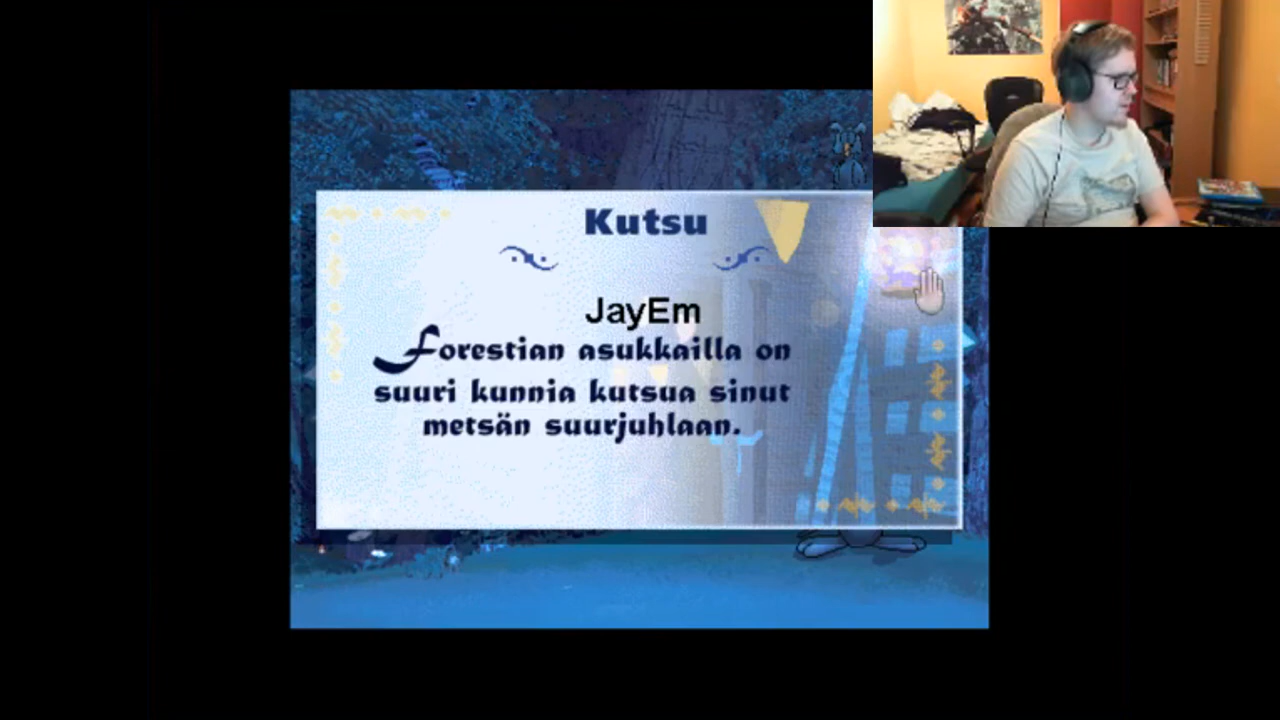 Kutsu
JayEm
Forestian asukkailla on
suuri kunnia kutsua sinut
metsän suurjuhlaan.